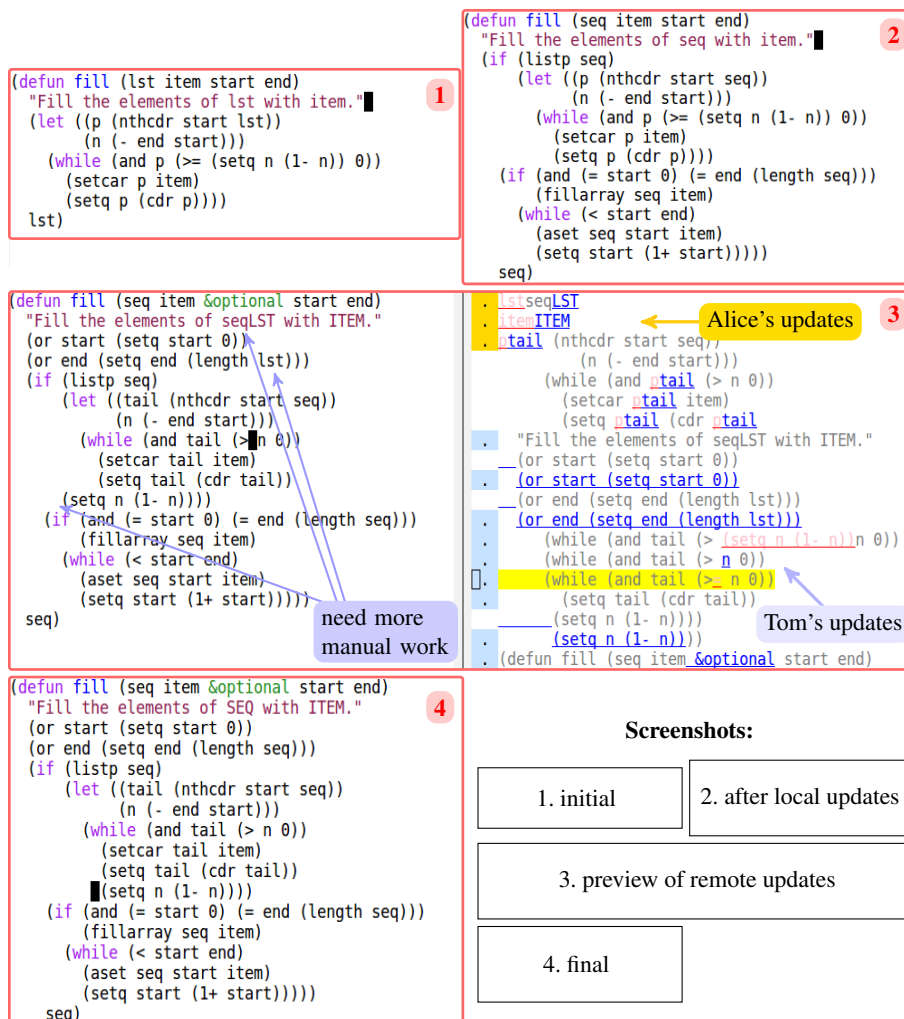 (defun fill (lst item start end)
  "Fill the elements of lst with item."
  (let ((p (nthcdr start lst))
        (n (- end start)))
    (while (and p (>= (setq n (1- n)) 0))
      (setcar p item)
      (setq p (cdr p))))
  lst)
1
(defun fill (seq item start end)
  "Fill the elements of seq with item."
  (if (listp seq)
      (let ((p (nthcdr start seq))
            (n (- end start)))
        (while (and p (>= (setq n (1- n)) 0))
          (setcar p item)
          (setq p (cdr p))))
    (if (and (= start 0) (= end (length seq)))
        (fillarray seq item)
      (while (< start end)
        (aset seq start item)
        (setq start (1+ start)))))
    seq)
2
(defun fill (seq item &optional start end)
  "Fill the elements of seqLST with ITEM."
  (or start (setq start 0))
  (or end (setq end (length lst)))
  (if (listp seq)
      (let ((tail (nthcdr start seq))
            (n (- end start)))
        (while (and tail (> n 0))
          (setcar tail item)
          (setq tail (cdr tail))
      (setq n (1- n))))
    (if (and (= start 0) (= end (length seq)))
        (fillarray seq item)
      (while (< start end)
        (aset seq start item)
        (setq start (1+ start)))))
  seq)
need more
manual work
. lstseqLST
. itemITEM
. ptail (nthcdr start seq))
         (n (- end start)))
     (while (and ptail (> n 0))
       (setcar ptail item)
       (setq ptail (cdr ptail
.   "Fill the elements of seqLST with ITEM."
  (or start (setq start 0))
.   (or start (setq start 0))
  (or end (setq end (length lst)))
.   (or end (setq end (length lst)))
.      (while (and tail (> (setq n (1- n))n 0))
.      (while (and tail (> n 0))
.      (while (and tail (>= n 0))
.        (setq tail (cdr tail))
      (setq n (1- n))))
.       (setq n (1- n))))
. (defun fill (seq item &optional start end)
Alice's updates
3
Tom's updates
(defun fill (seq item &optional start end)
  "Fill the elements of SEQ with ITEM."
  (or start (setq start 0))
  (or end (setq end (length seq)))
  (if (listp seq)
      (let ((tail (nthcdr start seq))
            (n (- end start)))
        (while (and tail (> n 0))
          (setcar tail item)
          (setq tail (cdr tail))
          (setq n (1- n))))
    (if (and (= start 0) (= end (length seq)))
        (fillarray seq item)
      (while (< start end)
        (aset seq start item)
        (setq start (1+ start)))))
    seq)
4
Screenshots:
1. initial
2. after local updates
3. preview of remote updates
4. final